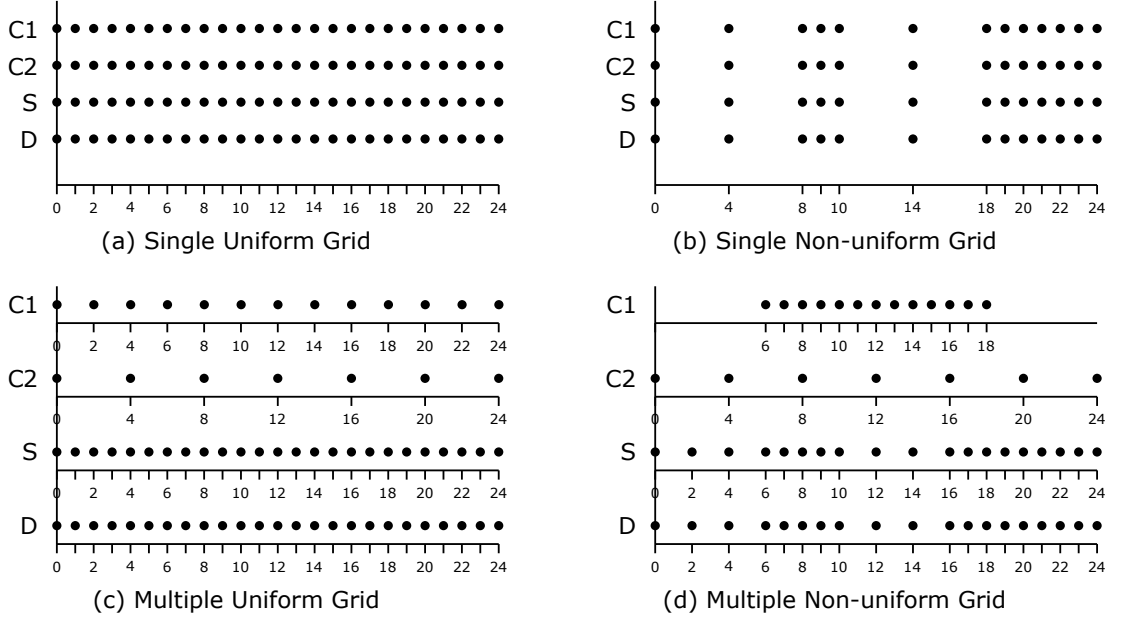 C1
C2
S
D
0 2 4 6 8 10 12 14 16 18 20 22 24
(a) Single Uniform Grid
C1
C2
S
D
0 4 8 10 14 18 20 22 24
(b) Single Non-uniform Grid
C1
0 2 4 6 8 10 12 14 16 18 20 22 24
C2
0 4 8 12 16 20 24
S
0 2 4 6 8 10 12 14 16 18 20 22 24
D
0 2 4 6 8 10 12 14 16 18 20 22 24
(c) Multiple Uniform Grid
C1
6 8 10 12 14 16 18
C2
0 4 8 12 16 20 24
S
0 2 4 6 8 10 12 14 16 18 20 22 24
D
0 2 4 6 8 10 12 14 16 18 20 22 24
(d) Multiple Non-uniform Grid